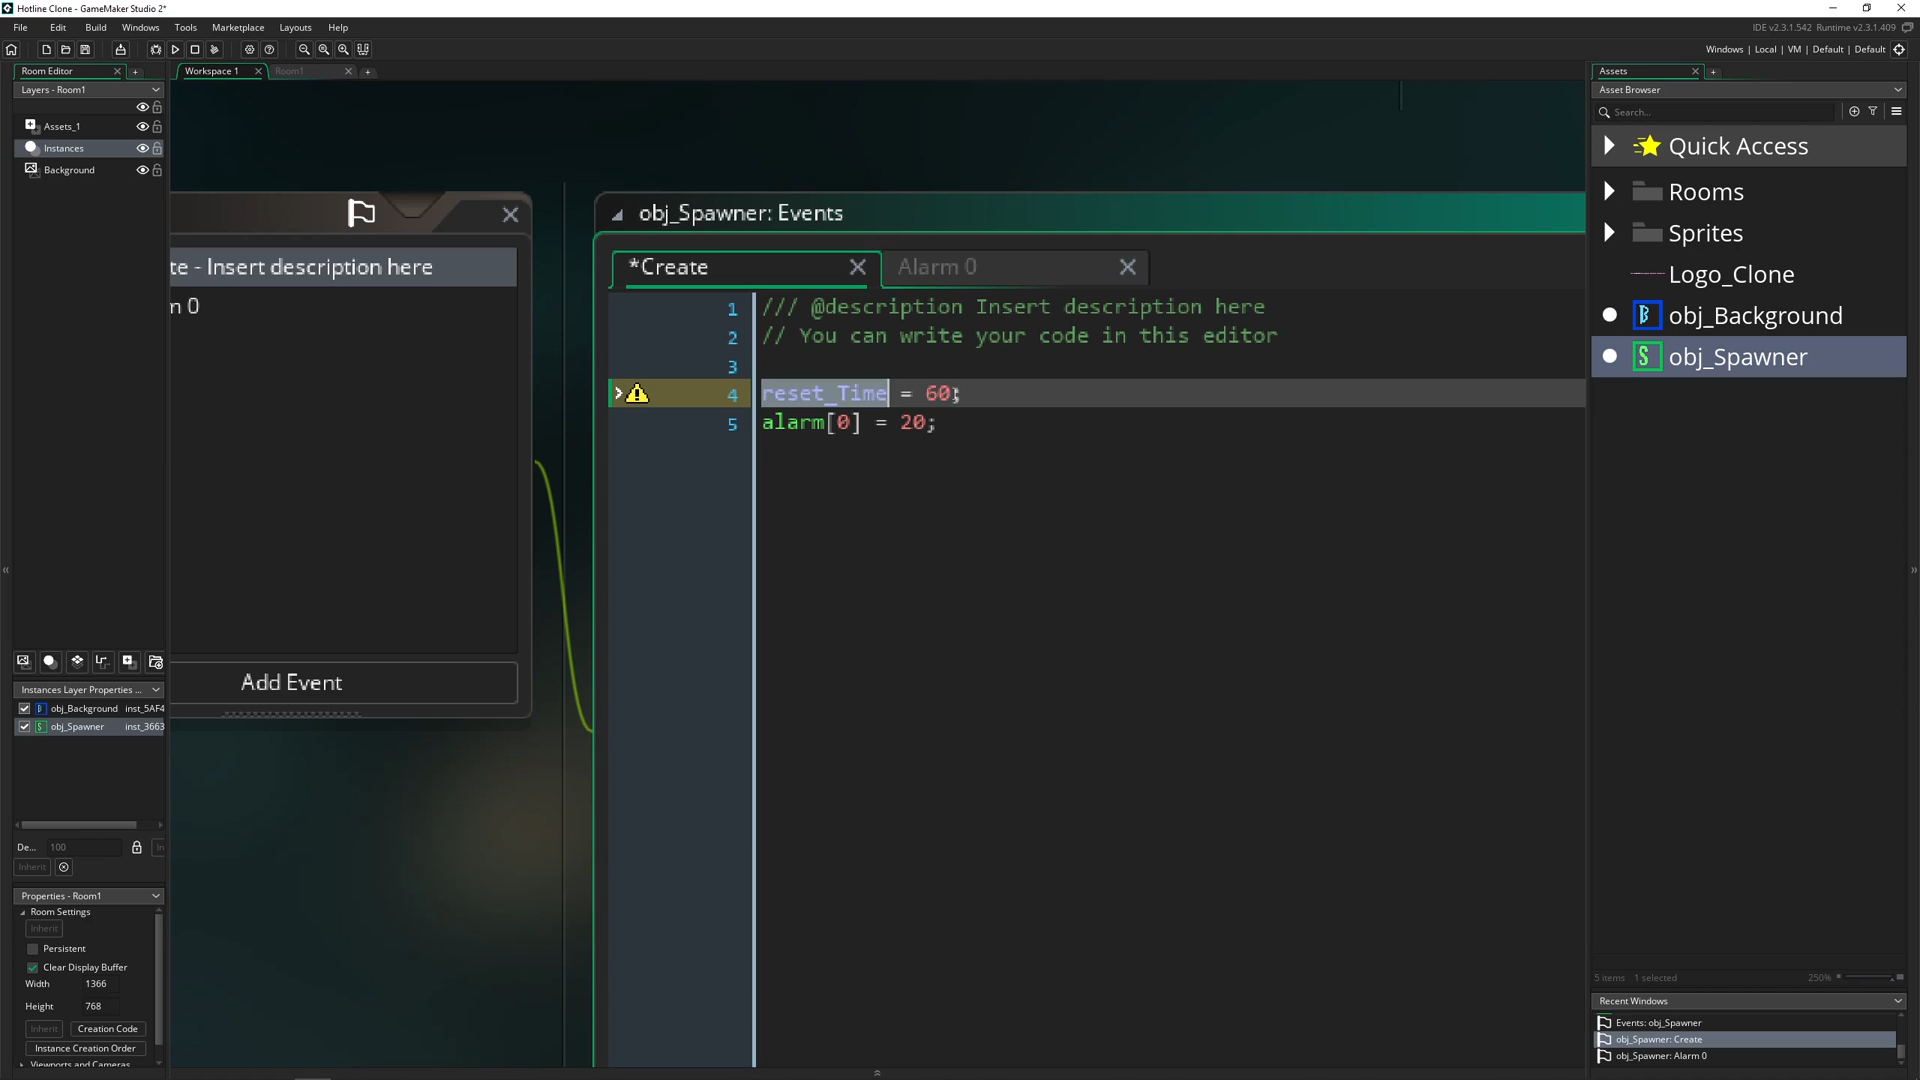 Hotline Clone - GameMaker Studio 2*
File Edit Build Windows Tools Marketplace Layouts Help
IDE v2.3.1.542 Runtime v2.3.1.409
Windows | Local | VM | Default | Default
Room Editor
Layers - Room1
Assets_1
Instances
Background
Workspace 1
Room1
te - Insert description here
m 0
Add Event
obj_Spawner: Events
*Create
Alarm 0
1 /// @description Insert description here
2 // You can write your code in this editor
3
4 reset_Time = 60;
5 alarm[0] = 20;
Instances Layer Properties ...
obj_Background inst_5AF4
obj_Spawner inst_3663
De... 100
In
Inherit
Properties - Room1
Room Settings
Inherit
Persistent
Clear Display Buffer
Width 1366
Height 768
Inherit Creation Code
Instance Creation Order
Viewports and Cameras
Assets
Asset Browser
Search...
Quick Access
Rooms
Sprites
Logo_Clone
B obj_Background
S obj_Spawner
5 items 1 selected 250%
Recent Windows
Events: obj_Spawner
obj_Spawner: Create
obj_Spawner: Alarm 0